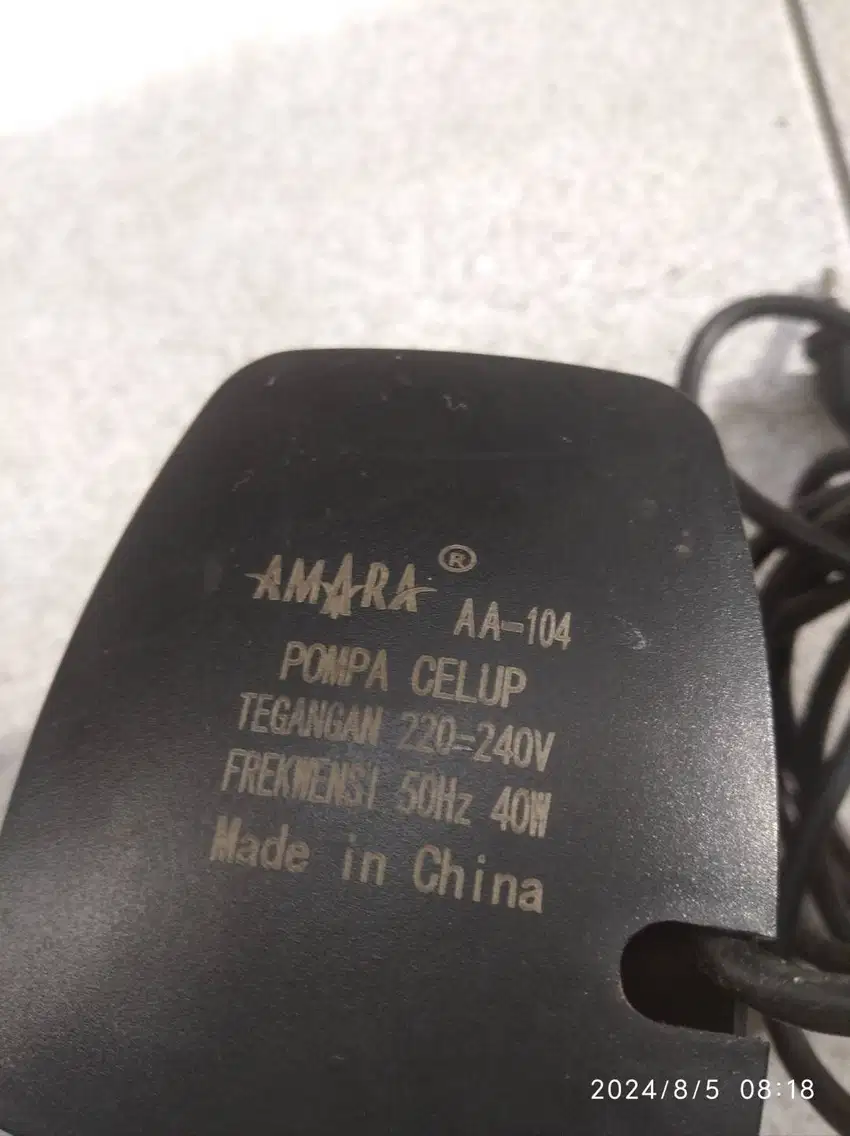 AMARA ®
AA-104
POMPA CELUP
TEGANGAN 220-240V
FREKWENSI 50Hz 40W
Made in China
2024/8/5 08:18